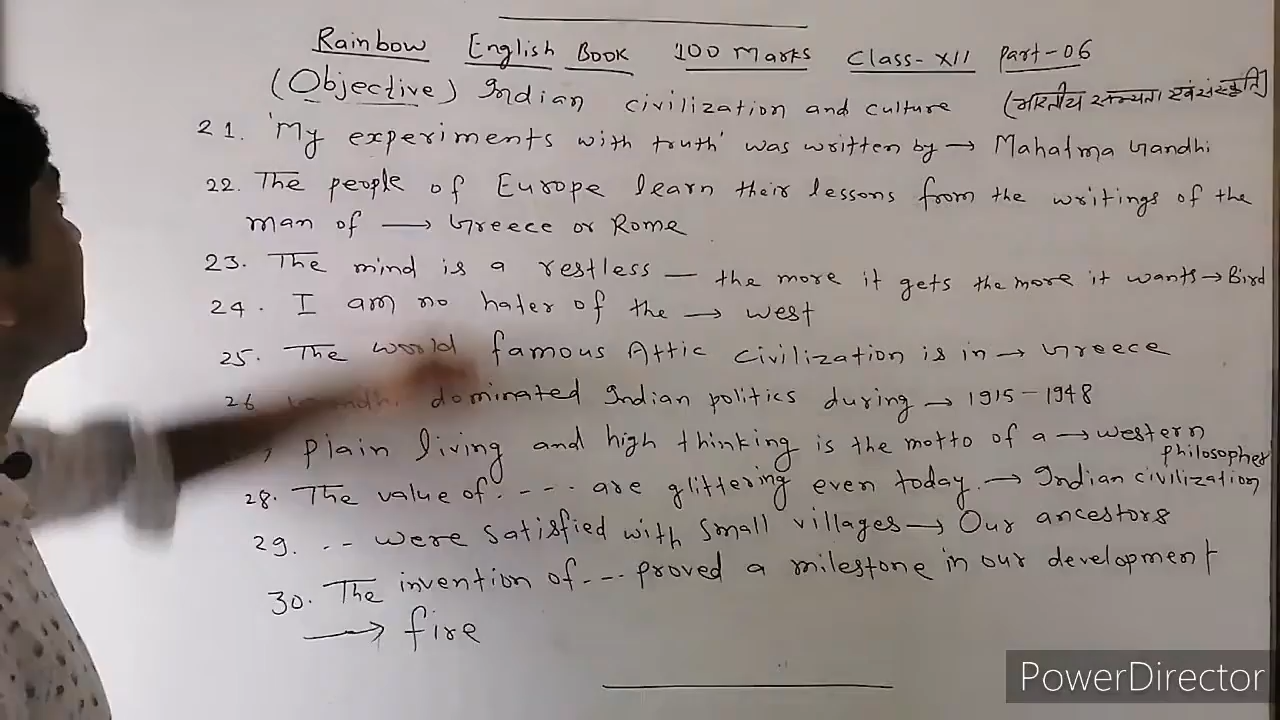 Rainbow English Book 100 Marks Class-XII Part-06
(Objective) Indian civilization and culture (भारतीय सभ्यता एवं संस्कृति)
21. 'My experiments with truth' was written by → Mahatma Gandhi
22. The people of Europe learn their lessons from the writings of the
man of → Greece or Rome
23. The mind is a restless — the more it gets the more it wants → Bird
24. I am no hater of the → west
25. The world famous Attic civilization is in → Greece
26. dominated Indian politics during → 1915-1948
Plain living and high thinking is the motto of a → western
philosopher
28. The value of .--- are glittering even today. → Indian civilization
29. -- were satisfied with small villages → Our ancestors
30. The invention of --- proved a milestone in our development
→ fire
PowerDirector